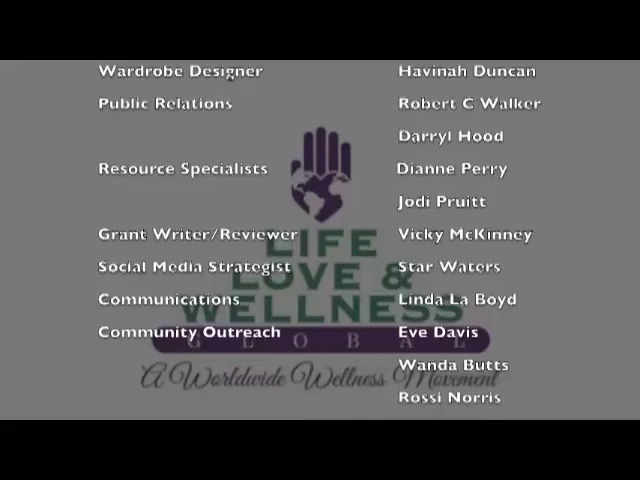 Wardrobe Designer Havinah Duncan
Public Relations Robert C Walker
Darryl Hood
Resource Specialists Dianne Perry
Jodi Pruitt
Grant Writer/Reviewer Vicky McKinney
LIFE
Social Media Strategist Star Waters
LOVE &
Communications Linda La Boyd
WELLNESS
Community Outreach Eve Davis
GLOBAL
Wanda Butts
A Worldwide Wellness Movement
Rossi Norris